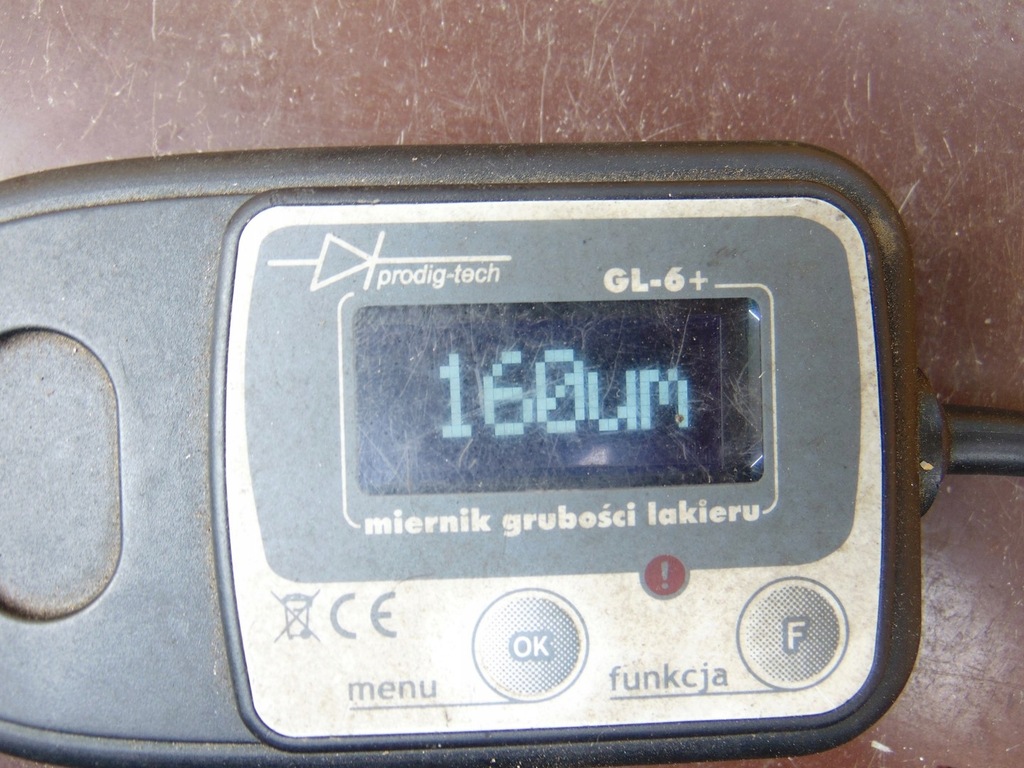 prodig-tech
GL-6+
160um
miernik grubości lakieru
!
CE
OK
F
menu
funkcja